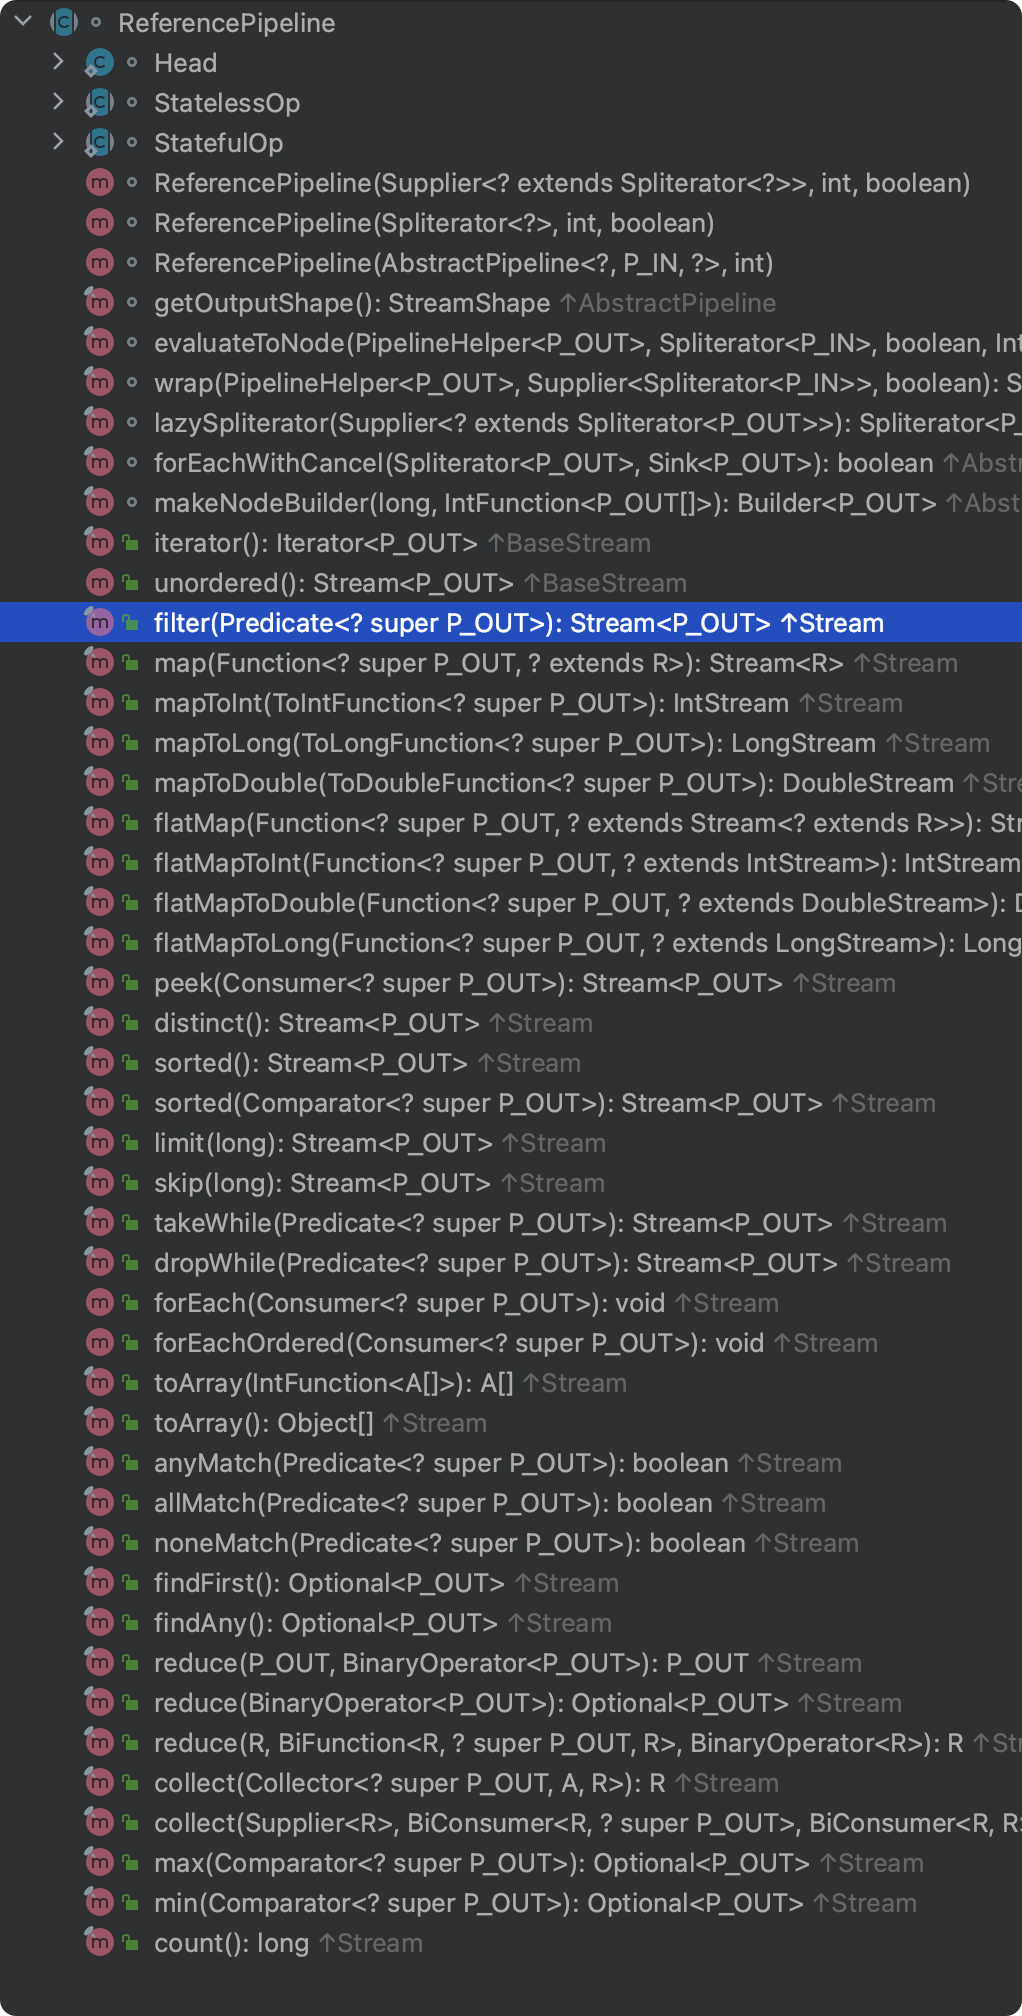 ReferencePipeline
Head
StatelessOp
StatefulOp
ReferencePipeline(Supplier<? extends Spliterator<?>>, int, boolean)
ReferencePipeline(Spliterator<?>, int, boolean)
ReferencePipeline(AbstractPipeline<?, P_IN, ?>, int)
getOutputShape(): StreamShape ↑AbstractPipeline
evaluateToNode(PipelineHelper<P_OUT>, Spliterator<P_IN>, boolean, Int
wrap(PipelineHelper<P_OUT>, Supplier<Spliterator<P_IN>>, boolean): S
lazySpliterator(Supplier<? extends Spliterator<P_OUT>>): Spliterator<P_
forEachWithCancel(Spliterator<P_OUT>, Sink<P_OUT>): boolean ↑Abst
makeNodeBuilder(long, IntFunction<P_OUT[]>): Builder<P_OUT> ↑Abst
iterator(): Iterator<P_OUT> ↑BaseStream
unordered(): Stream<P_OUT> ↑BaseStream
filter(Predicate<? super P_OUT>): Stream<P_OUT> ↑Stream
map(Function<? super P_OUT, ? extends R>): Stream<R> ↑Stream
mapToInt(ToIntFunction<? super P_OUT>): IntStream ↑Stream
mapToLong(ToLongFunction<? super P_OUT>): LongStream ↑Stream
mapToDouble(ToDoubleFunction<? super P_OUT>): DoubleStream ↑Stre
flatMap(Function<? super P_OUT, ? extends Stream<? extends R>>): Str
flatMapToInt(Function<? super P_OUT, ? extends IntStream>): IntStream
flatMapToDouble(Function<? super P_OUT, ? extends DoubleStream>): D
flatMapToLong(Function<? super P_OUT, ? extends LongStream>): Long
peek(Consumer<? super P_OUT>): Stream<P_OUT> ↑Stream
distinct(): Stream<P_OUT> ↑Stream
sorted(): Stream<P_OUT> ↑Stream
sorted(Comparator<? super P_OUT>): Stream<P_OUT> ↑Stream
limit(long): Stream<P_OUT> ↑Stream
skip(long): Stream<P_OUT> ↑Stream
takeWhile(Predicate<? super P_OUT>): Stream<P_OUT> ↑Stream
dropWhile(Predicate<? super P_OUT>): Stream<P_OUT> ↑Stream
forEach(Consumer<? super P_OUT>): void ↑Stream
forEachOrdered(Consumer<? super P_OUT>): void ↑Stream
toArray(IntFunction<A[]>): A[] ↑Stream
toArray(): Object[] ↑Stream
anyMatch(Predicate<? super P_OUT>): boolean ↑Stream
allMatch(Predicate<? super P_OUT>): boolean ↑Stream
noneMatch(Predicate<? super P_OUT>): boolean ↑Stream
findFirst(): Optional<P_OUT> ↑Stream
findAny(): Optional<P_OUT> ↑Stream
reduce(P_OUT, BinaryOperator<P_OUT>): P_OUT ↑Stream
reduce(BinaryOperator<P_OUT>): Optional<P_OUT> ↑Stream
reduce(R, BiFunction<R, ? super P_OUT, R>, BinaryOperator<R>): R ↑Str
collect(Collector<? super P_OUT, A, R>): R ↑Stream
collect(Supplier<R>, BiConsumer<R, ? super P_OUT>, BiConsumer<R, R>
max(Comparator<? super P_OUT>): Optional<P_OUT> ↑Stream
min(Comparator<? super P_OUT>): Optional<P_OUT> ↑Stream
count(): long ↑Stream